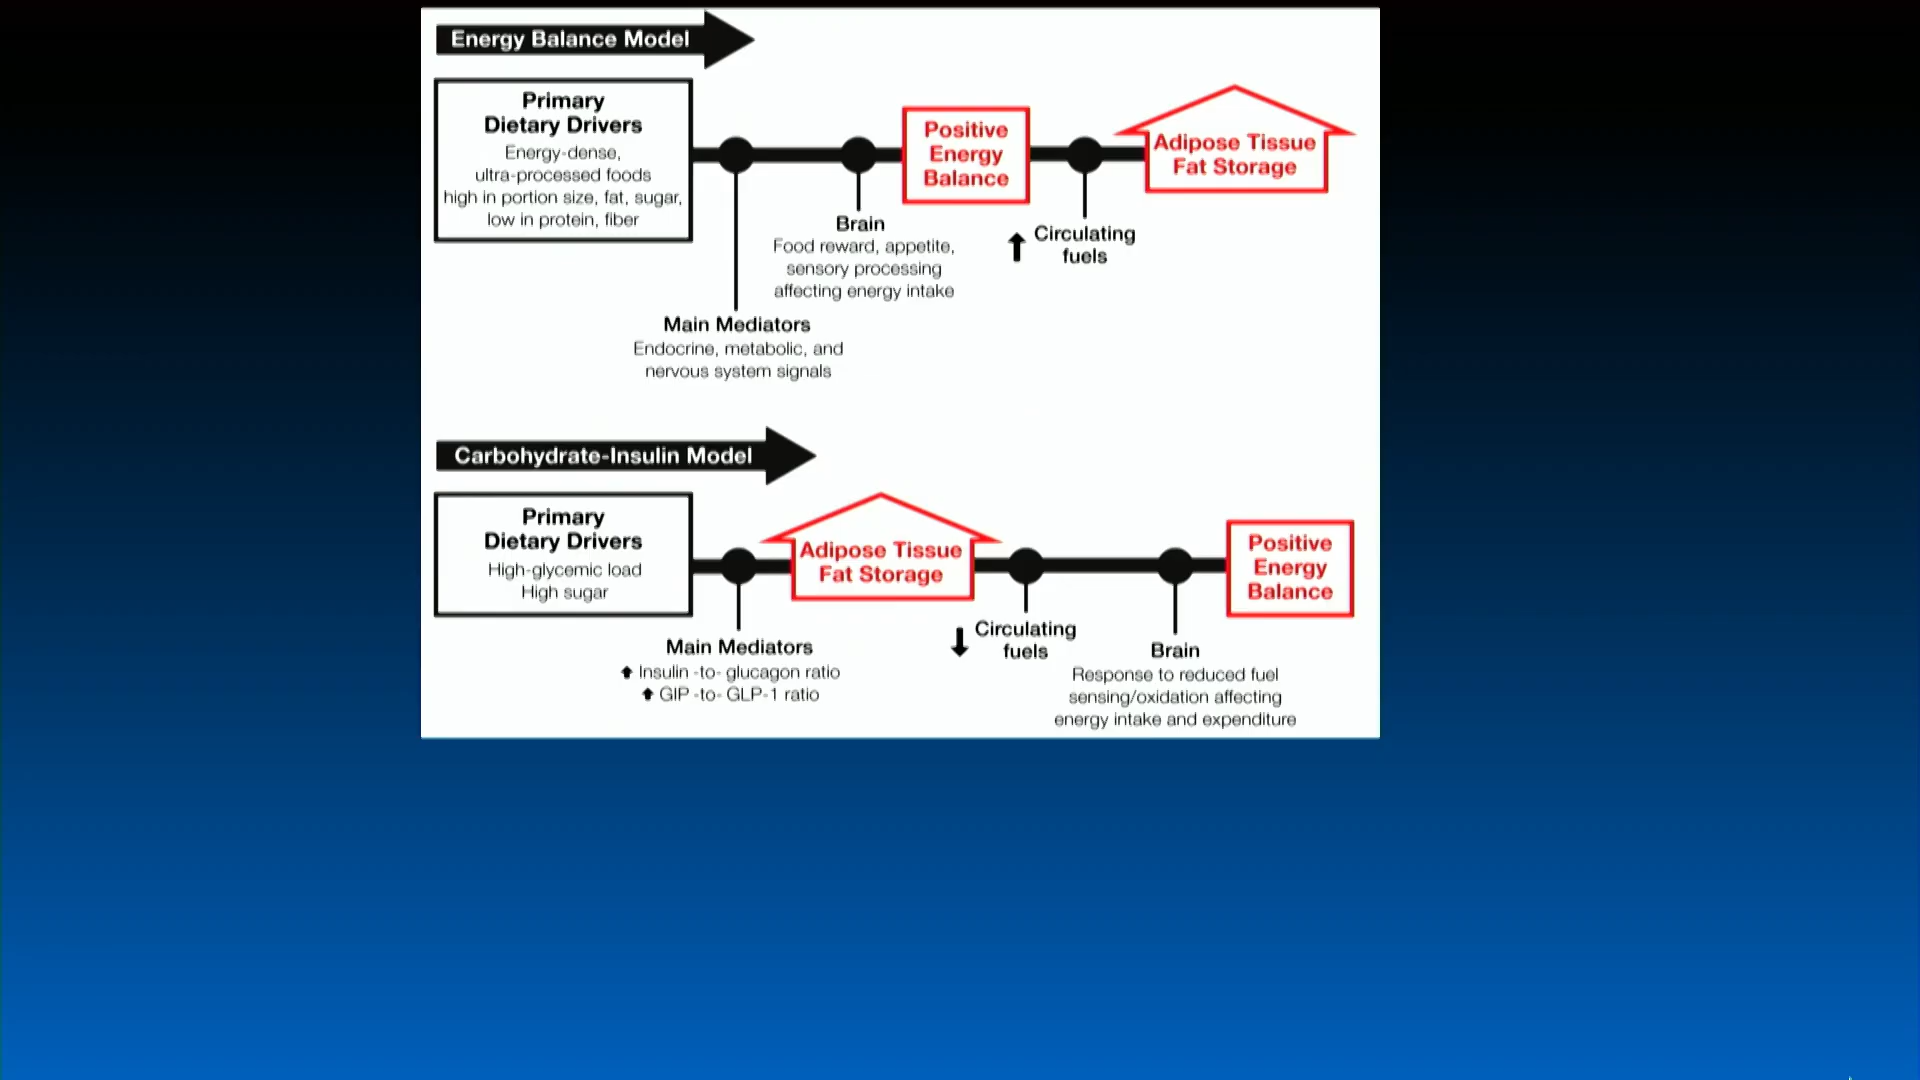 Energy Balance Model
Primary
Dietary Drivers
Energy-dense,
ultra-processed foods
high in portion size, fat, sugar,
low in protein, fiber
Positive
Energy
Balance
Adipose Tissue
Fat Storage
Brain
Food reward, appetite,
sensory processing
affecting energy intake
Circulating
fuels
Main Mediators
Endocrine, metabolic, and
nervous system signals
Carbohydrate-Insulin Model
Primary
Dietary Drivers
High-glycemic load
High sugar
Adipose Tissue
Fat Storage
Positive
Energy
Balance
Main Mediators
Insulin -to- glucagon ratio
GIP -to- GLP-1 ratio
Circulating
fuels
Brain
Response to reduced fuel
sensing/oxidation affecting
energy intake and expenditure